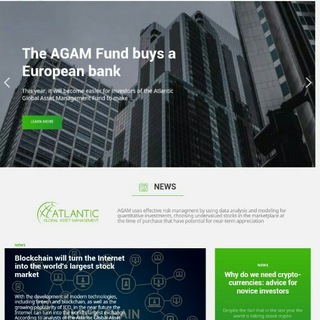 The AGAM Fund buys a
European bank
This year, it will become easier for investors of the Atlantic
Global Asset Management Fund to make ...
LEARN MORE
NEWS
ATLANTIC
GLOBAL ASSET MANAGEMENT
AGAM uses effective risk managment by using data analysis and modeling for
quantitative investments, choosing undervalued stocks in the marketplace at
the time of purchase that have potential for near-term appreciation
NEWS
Blockchain will turn the Internet
into the world's largest stock
market
With the development of modern technologies,
including fintech and blockchain, as well as the
growing popularity of ICO, in the near future the
Internet can turn into the world's largest exchange.
According to analysts of the Atlantic Global Asset
NEWS
Why do we need crypto-
currencies: advice for
novice investors
Despite the fact that in the last year the
world is talking about crypto-